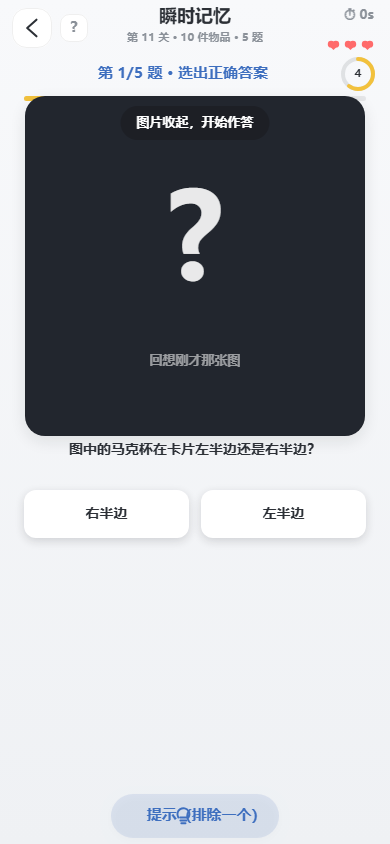 瞬时记忆
?
第 11 关 • 10 件物品 • 5 题
0s
第 1/5 题 • 选出正确答案
4
图片收起，开始作答
?
回想刚才那张图
图中的马克杯在卡片左半边还是右半边?
右半边
左半边
提示 (排除一个)